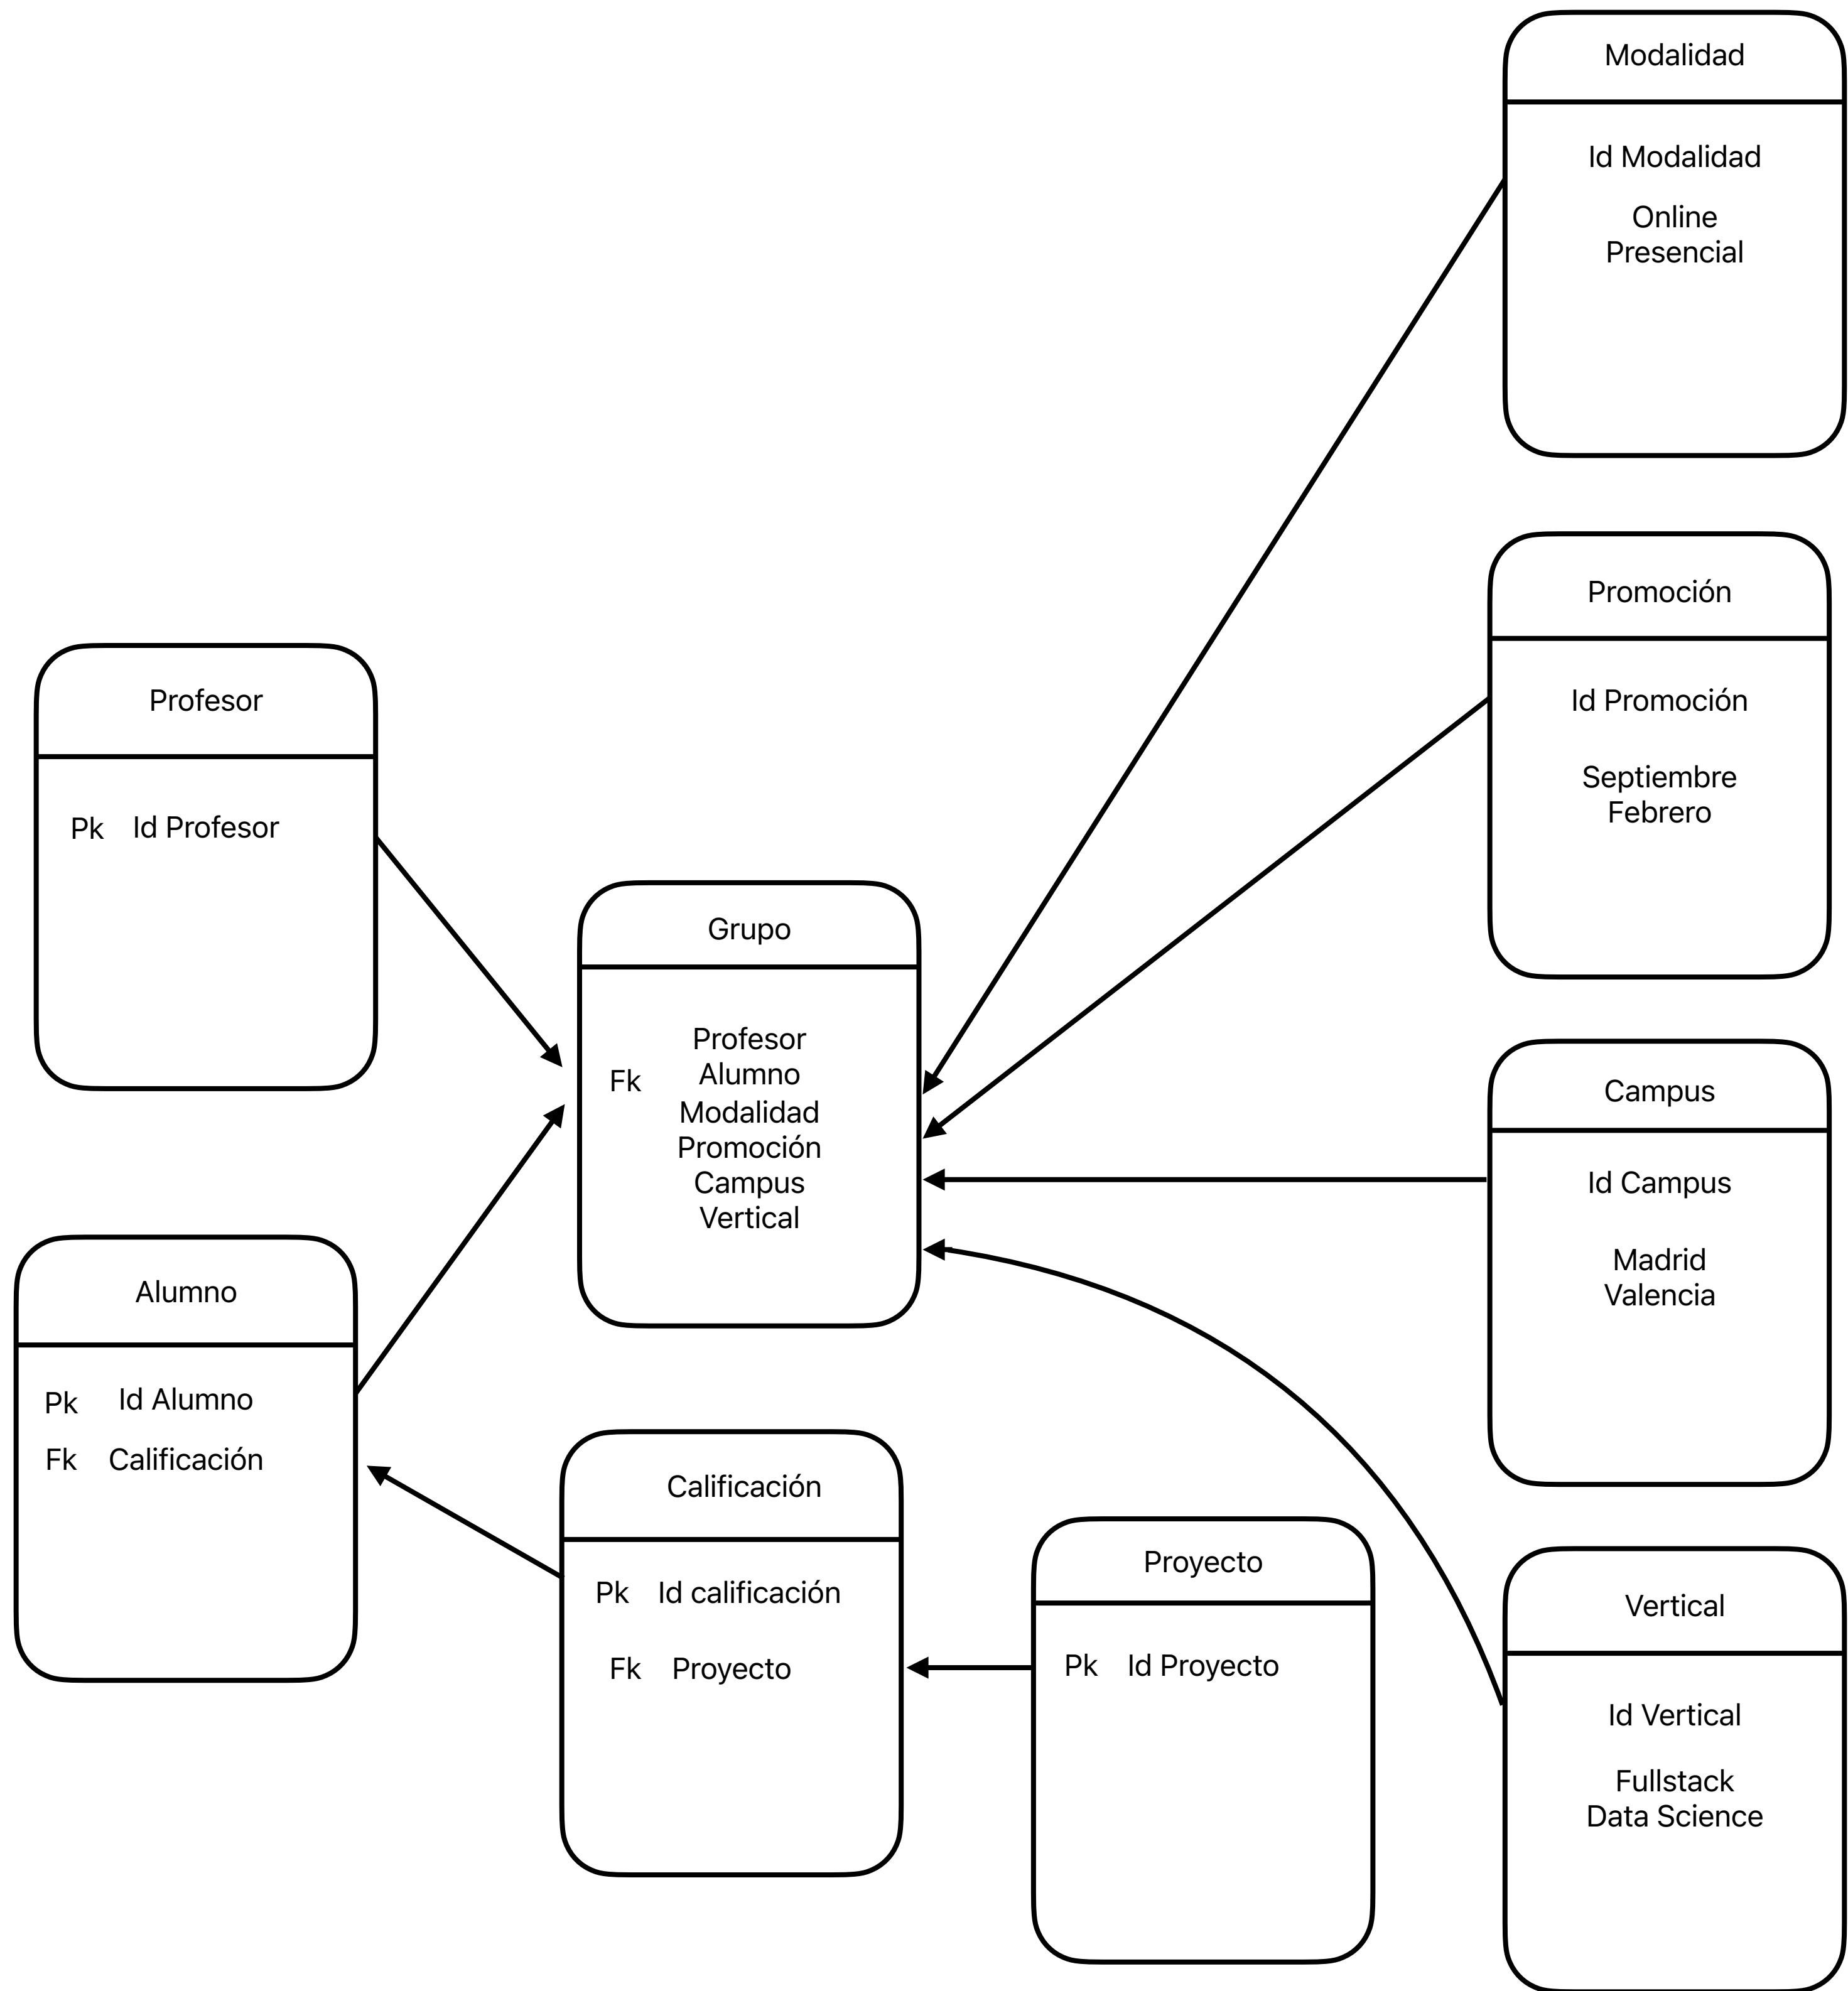 Modalidad
Id Modalidad
Online
Presencial
Promoción
Id Promoción
Septiembre
Febrero
Profesor
Pk Id Profesor
Grupo
Profesor
Fk Alumno
Modalidad
Promoción
Campus
Vertical
Campus
Id Campus
Madrid
Valencia
Alumno
Pk Id Alumno
Fk Calificación
Calificación
Pk Id calificación
Fk Proyecto
Proyecto
Pk Id Proyecto
Vertical
Id Vertical
Fullstack
Data Science